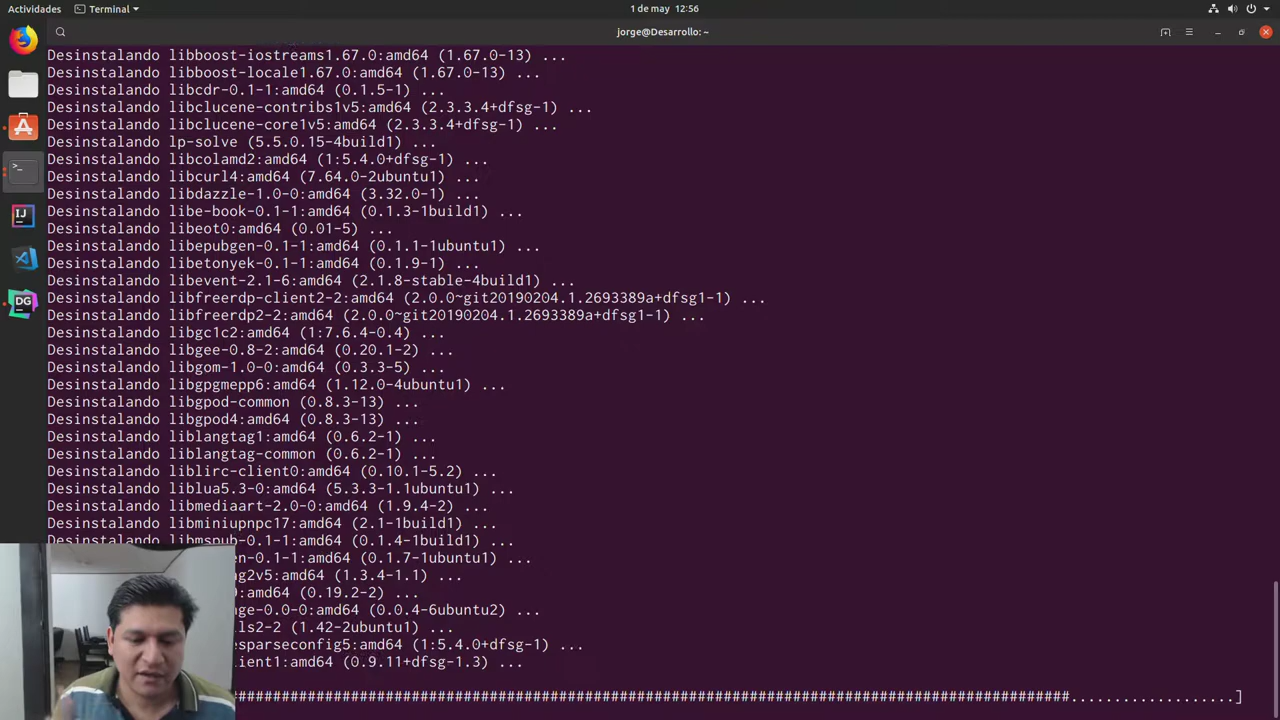 Actividades
Terminal
1 de may 12:56
jorge@Desarrollo: ~
Desinstalando libboost-iostreams1.67.0:amd64 (1.67.0-13) ...
Desinstalando libboost-locale1.67.0:amd64 (1.67.0-13) ...
Desinstalando libcdr-0.1-1:amd64 (0.1.5-1) ...
Desinstalando libclucene-contribs1v5:amd64 (2.3.3.4+dfsg-1) ...
Desinstalando libclucene-core1v5:amd64 (2.3.3.4+dfsg-1) ...
Desinstalando lp-solve (5.5.0.15-4build1) ...
Desinstalando libcolamd2:amd64 (1:5.4.0+dfsg-1) ...
Desinstalando libcurl4:amd64 (7.64.0-2ubuntu1) ...
Desinstalando libdazzle-1.0-0:amd64 (3.32.0-1) ...
Desinstalando libe-book-0.1-1:amd64 (0.1.3-1build1) ...
Desinstalando libeot0:amd64 (0.01-5) ...
Desinstalando libepubgen-0.1-1:amd64 (0.1.1-1ubuntu1) ...
Desinstalando libetonyek-0.1-1:amd64 (0.1.9-1) ...
Desinstalando libevent-2.1-6:amd64 (2.1.8-stable-4build1) ...
Desinstalando libfreerdp-client2-2:amd64 (2.0.0~git20190204.1.2693389a+dfsg1-1) ...
Desinstalando libfreerdp2-2:amd64 (2.0.0~git20190204.1.2693389a+dfsg1-1) ...
Desinstalando libgc1c2:amd64 (1:7.6.4-0.4) ...
Desinstalando libgee-0.8-2:amd64 (0.20.1-2) ...
Desinstalando libgom-1.0-0:amd64 (0.3.3-5) ...
Desinstalando libgpgmepp6:amd64 (1.12.0-4ubuntu1) ...
Desinstalando libgpod-common (0.8.3-13) ...
Desinstalando libgpod4:amd64 (0.8.3-13) ...
Desinstalando liblangtag1:amd64 (0.6.2-1) ...
Desinstalando liblangtag-common (0.6.2-1) ...
Desinstalando liblirc-client0:amd64 (0.10.1-5.2) ...
Desinstalando liblua5.3-0:amd64 (5.3.3-1.1ubuntu1) ...
Desinstalando libmediaart-2.0-0:amd64 (1.9.4-2) ...
Desinstalando libminiupnpc17:amd64 (2.1-1build1) ...
Desinstalando libmspub-0.1-1:amd64 (0.1.4-1build1) ...
en-0.1-1:amd64 (0.1.7-1ubuntu1) ...
g2v5:amd64 (1.3.4-1.1) ...
9:amd64 (0.19.2-2) ...
nge-0.0-0:amd64 (0.0.4-6ubuntu2) ...
ls2-2 (1.42-2ubuntu1) ...
esparseconfig5:amd64 (1:5.4.0+dfsg-1) ...
lient1:amd64 (0.9.11+dfsg-1.3) ...
################################################################################################..................]
IJ
DG